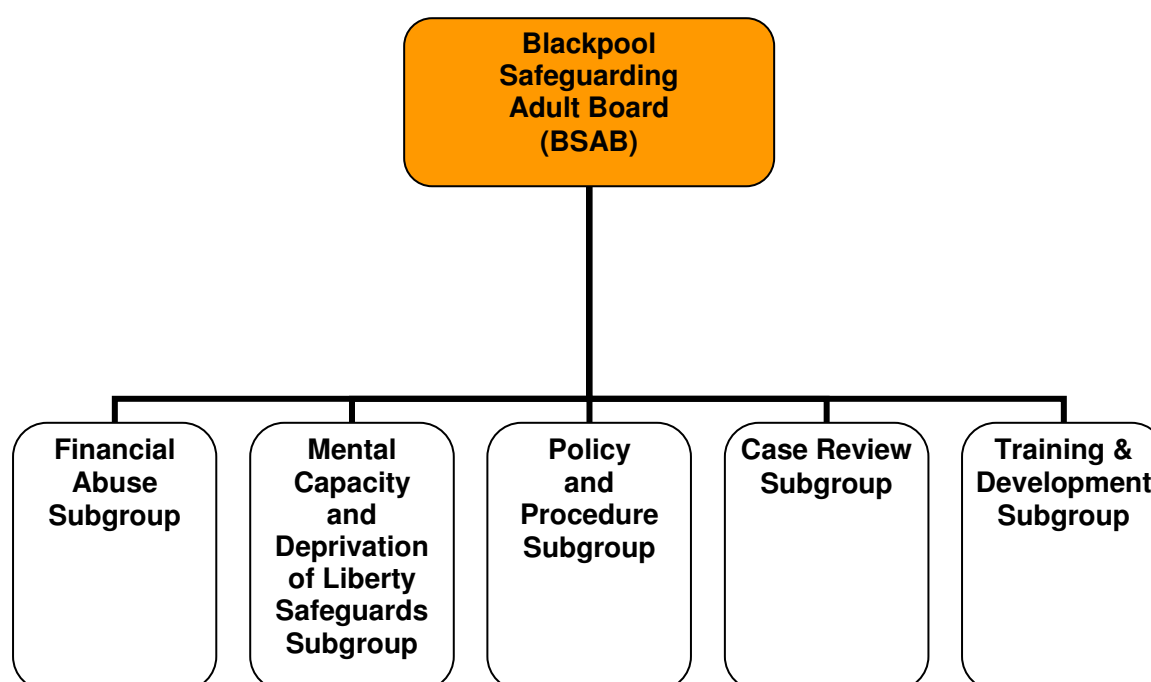 Blackpool
Safeguarding
Adult Board
(BSAB)
Financial
Abuse
Subgroup
Mental
Capacity
and
Deprivation
of Liberty
Safeguards
Subgroup
Policy
and
Procedure
Subgroup
Case Review
Subgroup
Training &
Development
Subgroup